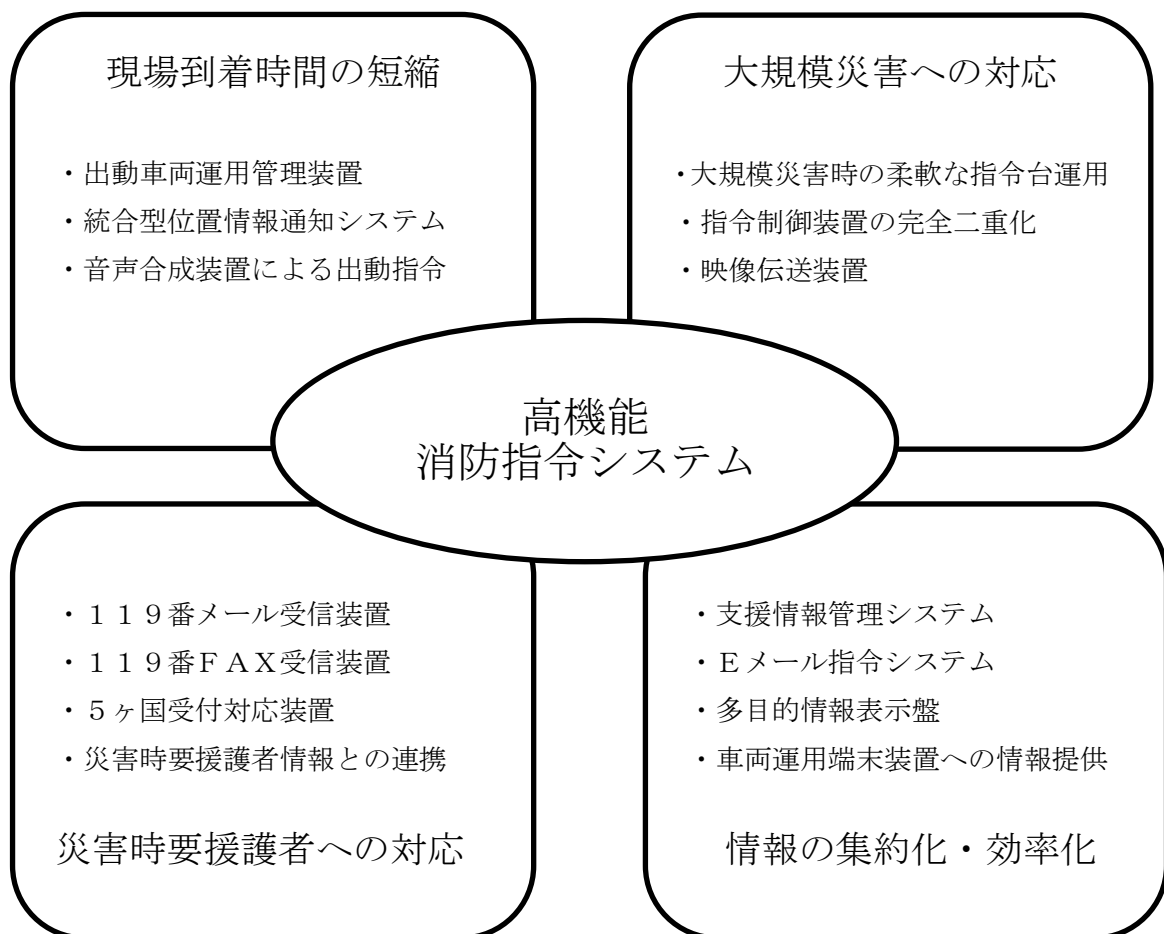 現場到着時間の短縮
・出動車両運用管理装置
・統合型位置情報通知システム
・音声合成装置による出動指令
大規模災害への対応
・大規模災害時の柔軟な指令台運用
・指令制御装置の完全二重化
・映像伝送装置
高機能
消防指令システム
・１１９番メール受信装置
・１１９番ＦＡＸ受信装置
・５ヶ国受付対応装置
・災害時要援護者情報との連携
災害時要援護者への対応
・支援情報管理システム
・Ｅメール指令システム
・多目的情報表示盤
・車両運用端末装置への情報提供
情報の集約化・効率化